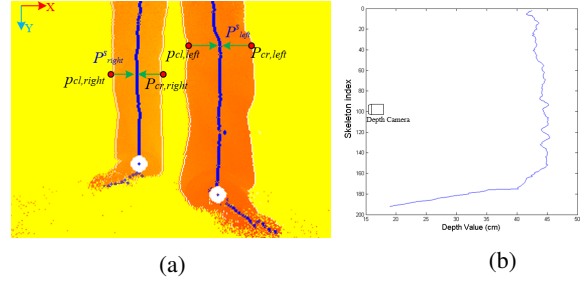 X
Y
P^s_right
p_cl,right
P_cr,right
p_cl,left
P^s_left
P_cr,left
(a)
0
20
40
60
80
100
120
140
160
180
200
Skeleton Index
Depth Camera
15 20 25 30 35 40 45 50
Depth Value (cm)
(b)